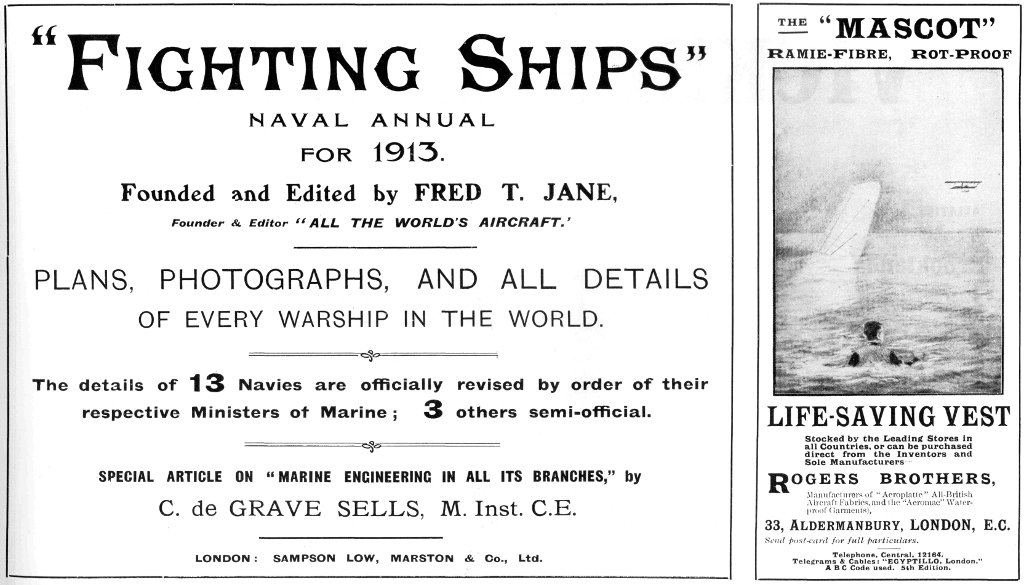 "FIGHTING SHIPS"
NAVAL ANNUAL
FOR 1913.
Founded and Edited by FRED T. JANE,
Founder & Editor "ALL THE WORLD'S AIRCRAFT.'
PLANS, PHOTOGRAPHS, AND ALL DETAILS
OF EVERY WARSHIP IN THE WORLD.
The details of 13 Navies are officially revised by order of their
respective Ministers of Marine; 3 others semi-official.
SPECIAL ARTICLE ON "MARINE ENGINEERING IN ALL ITS BRANCHES," by
C. de GRAVE SELLS, M. Inst. C.E.
LONDON: SAMPSON LOW, MARSTON & Co., Ltd.
THE "MASCOT"
RAMIE-FIBRE, ROT-PROOF
LIFE-SAVING VEST
Stocked by the Leading Stores in
all Countries, or can be purchased
direct from the Inventors and
Sole Manufacturers—
ROGERS BROTHERS,
Manufacturers of "Aeroplatte" All-British
Aircraft Fabrics, and the "Aeromac" Water-
proof Garments),
33, ALDERMANBURY, LONDON, E.C.
Send post-card for full particulars.
Telephone, Central, 12164.
Telegrams & Cables: "EGYPTILLO, London."
A B C Code used. 5th Edition.